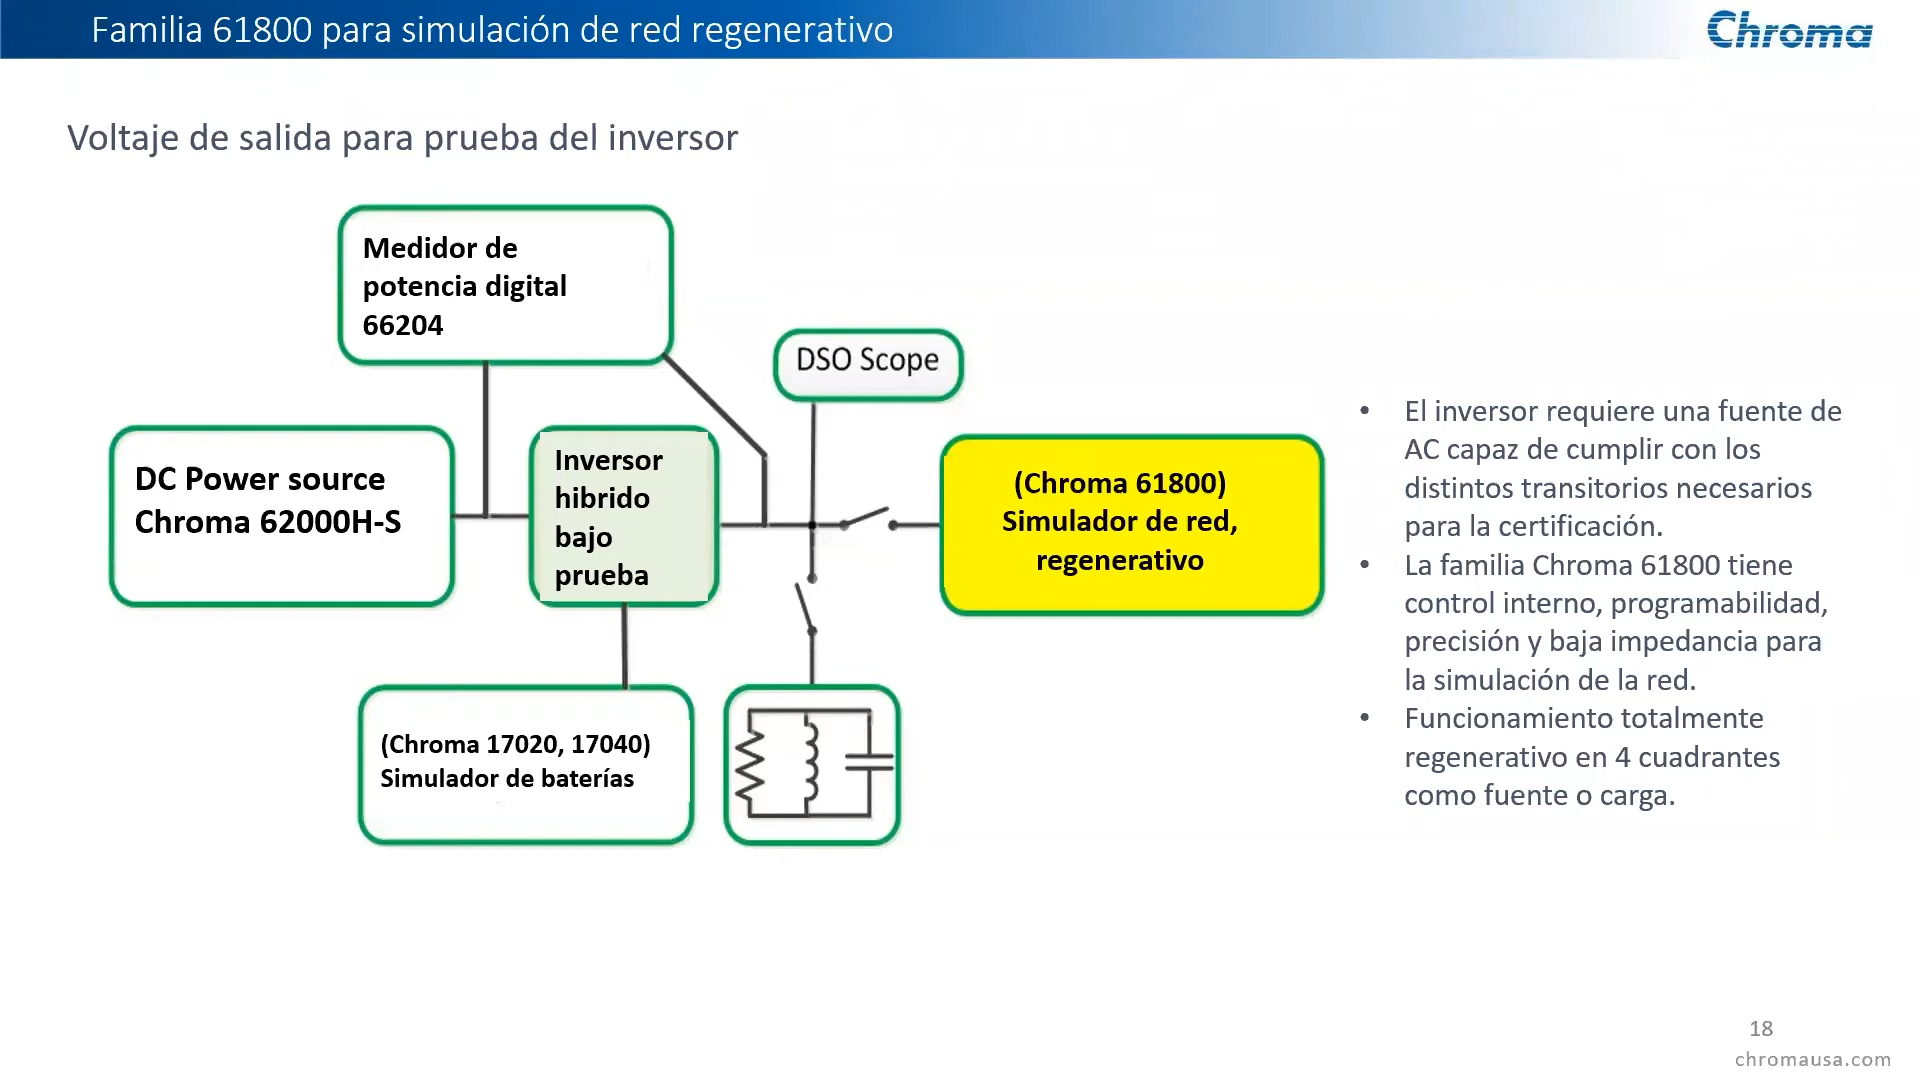 Familia 61800 para simulación de red regenerativo
Chroma
Voltaje de salida para prueba del inversor
Medidor de
potencia digital
66204
DSO Scope
DC Power source
Chroma 62000H-S
Inversor
hibrido
bajo
prueba
(Chroma 61800)
Simulador de red,
regenerativo
(Chroma 17020, 17040)
Simulador de baterías
• El inversor requiere una fuente de
AC capaz de cumplir con los
distintos transitorios necesarios
para la certificación.
• La familia Chroma 61800 tiene
control interno, programabilidad,
precisión y baja impedancia para
la simulación de la red.
• Funcionamiento totalmente
regenerativo en 4 cuadrantes
como fuente o carga.
18
chromausa.com